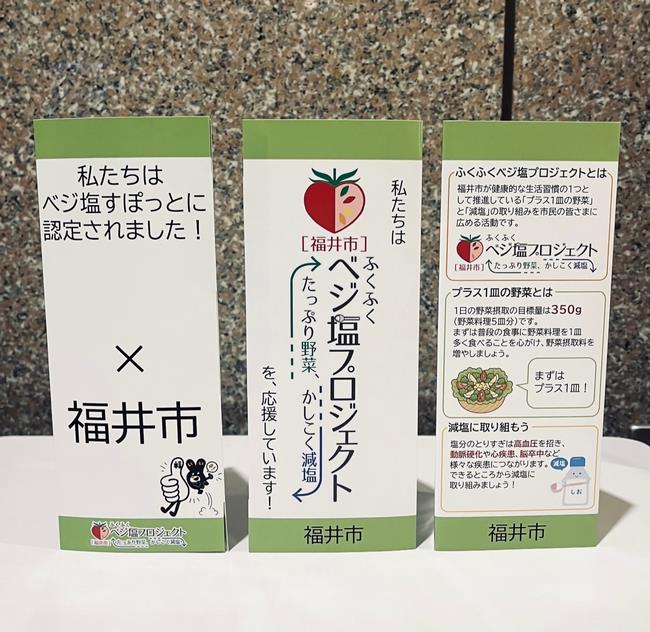 私たちは
ベジ塩すぽっとに
認定されました！
×
福井市
ふくふく
ベジ塩プロジェクト
[福井市]
たっぷり野菜、かしこく減塩
私たちは
[福井市]
ふくふく
ベジ塩プロジェクト
たっぷり野菜、かしこく減塩
を、応援しています！
福井市
ふくふくベジ塩プロジェクトとは
福井市が健康的な生活習慣の1つと
して推進している「プラス1皿の野菜」
と「減塩」の取り組みを市民の皆さまに
広める活動です。
ふくふく
ベジ塩プロジェクト
[福井市]
たっぷり野菜、かしこく減塩
プラス1皿の野菜とは
1日の野菜摂取の目標量は350g
（野菜料理5皿分）です。
まずは普段の食事に野菜料理を1皿
多く食べることを心がけ、野菜摂取料を
増やしましょう。
まずは
プラス1皿！
減塩に取り組もう
塩分のとりすぎは高血圧を招き、
動脈硬化や心疾患、脳卒中など
様々な疾患につながります。
できるところから減塩に
取り組みましょう！
減塩
しお
福井市